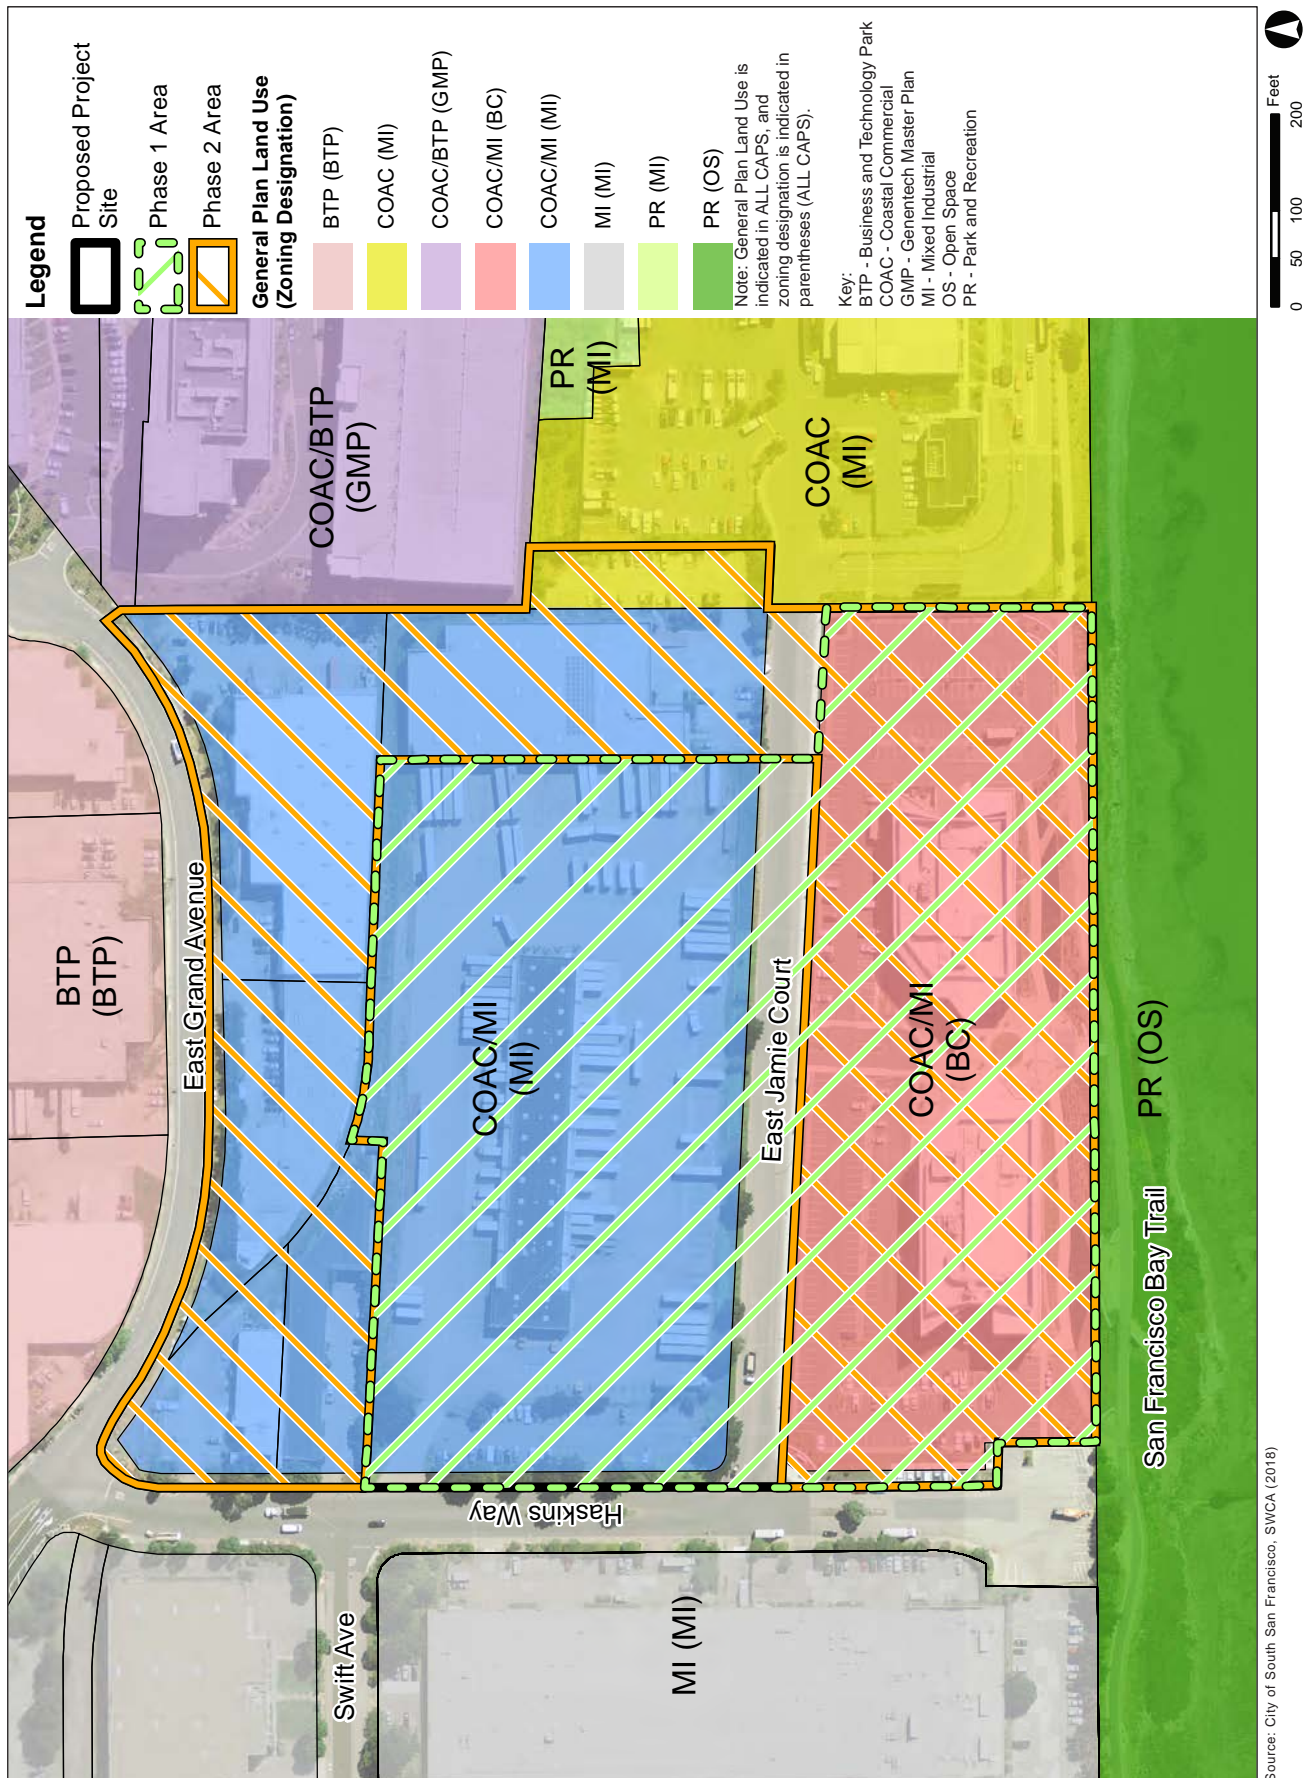 Legend
Proposed Project
Site
Phase 1 Area
Phase 2 Area
General Plan Land Use
(Zoning Designation)
BTP (BTP)
COAC (MI)
COAC/BTP (GMP)
COAC/MI (BC)
COAC/MI (MI)
MI (MI)
PR (MI)
PR (OS)
Note: General Plan Land Use is
indicated in ALL CAPS, and
zoning designation is indicated in
parentheses (ALL CAPS).
Key:
BTP - Business and Technology Park
COAC - Coastal Commercial
GMP - Genentech Master Plan
MI - Mixed Industrial
OS - Open Space
PR - Park and Recreation
BTP
(BTP)
East Grand Avenue
COAC/BTP
(GMP)
PR
(MI)
COAC
(MI)
COAC/MI
(MI)
East Jamie Court
COAC/MI
(BC)
Haskins Way
Swift Ave
MI (MI)
PR (OS)
San Francisco Bay Trail
0 50 100 200
Feet
Source: City of South San Francisco, SWCA (2018)